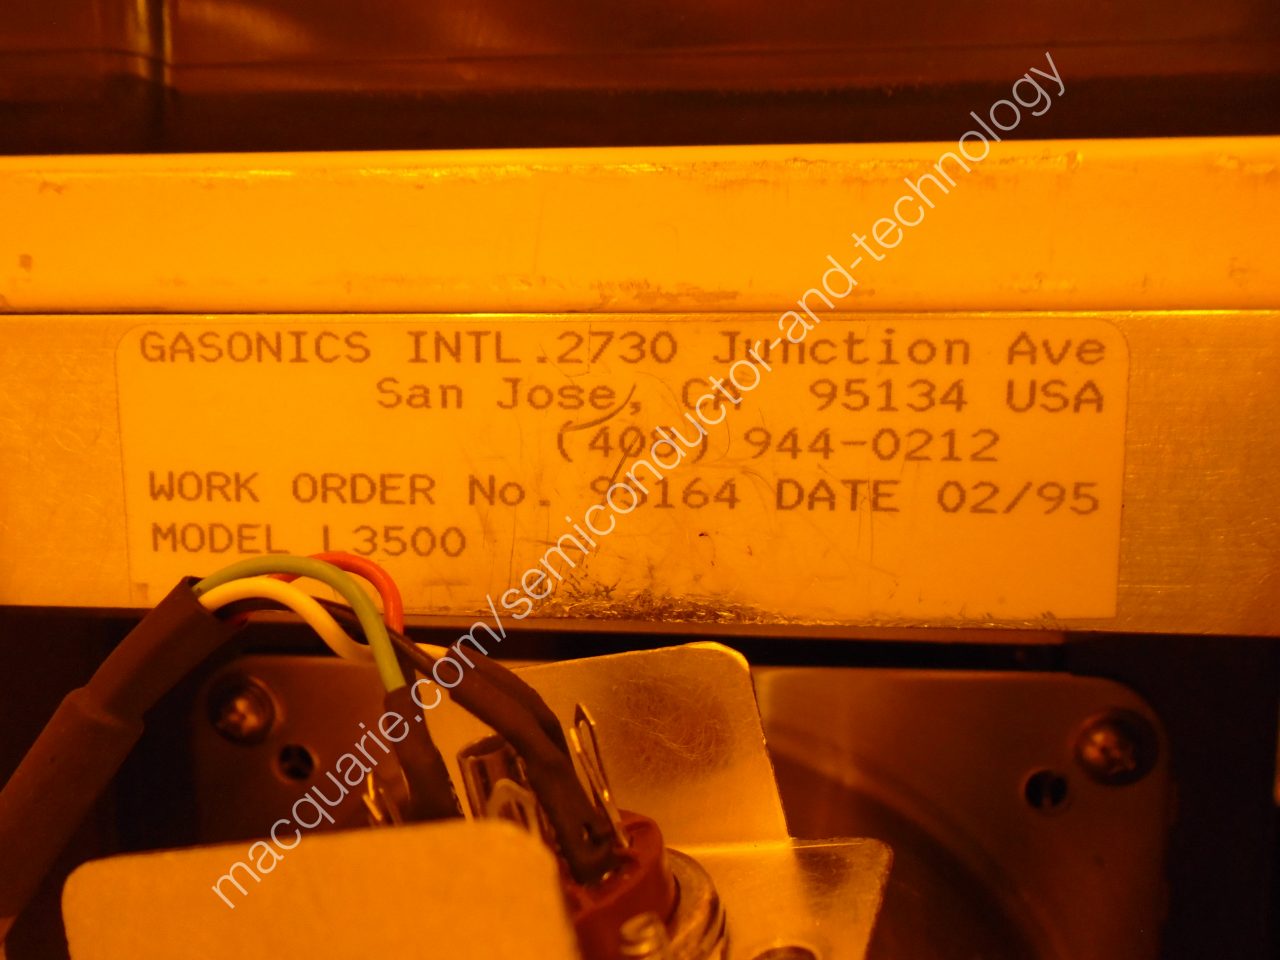 GASONICS INTL.2730 Junction Ave
San Jose, CA 95134 USA
(408) 944-0212
WORK ORDER No. DATE 02/95
MODEL L3500
macquarie.com/semiconductor-and-technology